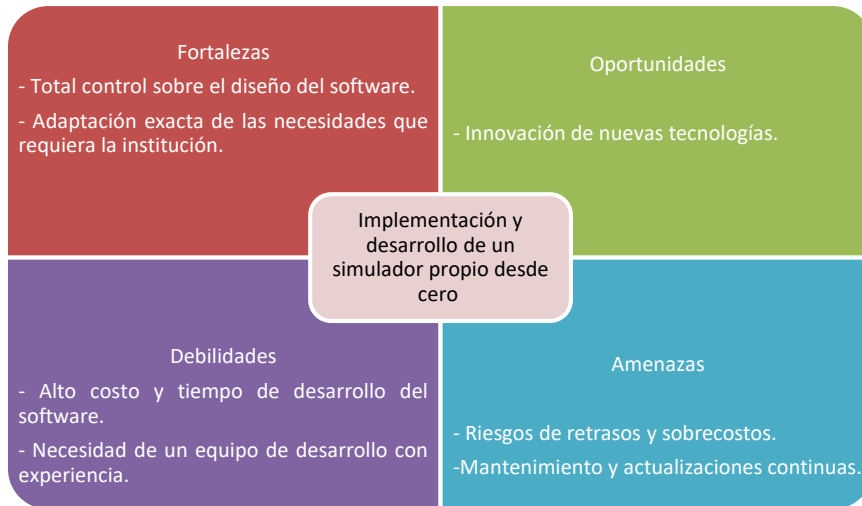 Fortalezas
- Total control sobre el diseño del software.
- Adaptación exacta de las necesidades que
requiera la institución.
Oportunidades
- Innovación de nuevas tecnologías.
Implementación y
desarrollo de un
simulador propio desde
cero
Debilidades
- Alto costo y tiempo de desarrollo del
software.
- Necesidad de un equipo de desarrollo con
experiencia.
Amenazas
- Riesgos de retrasos y sobrecostos.
-Mantenimiento y actualizaciones continuas.